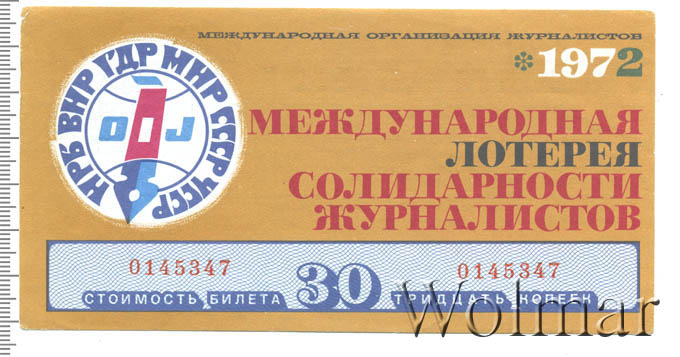 МЕЖДУНАРОДНАЯ ОРГАНИЗАЦИЯ ЖУРНАЛИСТОВ
*1972
НРБ ВНР ГДР МНР СССР ЧССР
OIJ
МЕЖДУНАРОДНАЯ
ЛОТЕРЕЯ
СОЛИДАРНОСТИ
ЖУРНАЛИСТОВ
0145347 30 0145347
СТОИМОСТЬ БИЛЕТА ТРИДЦАТЬ КОПЕЕК
Wolmar